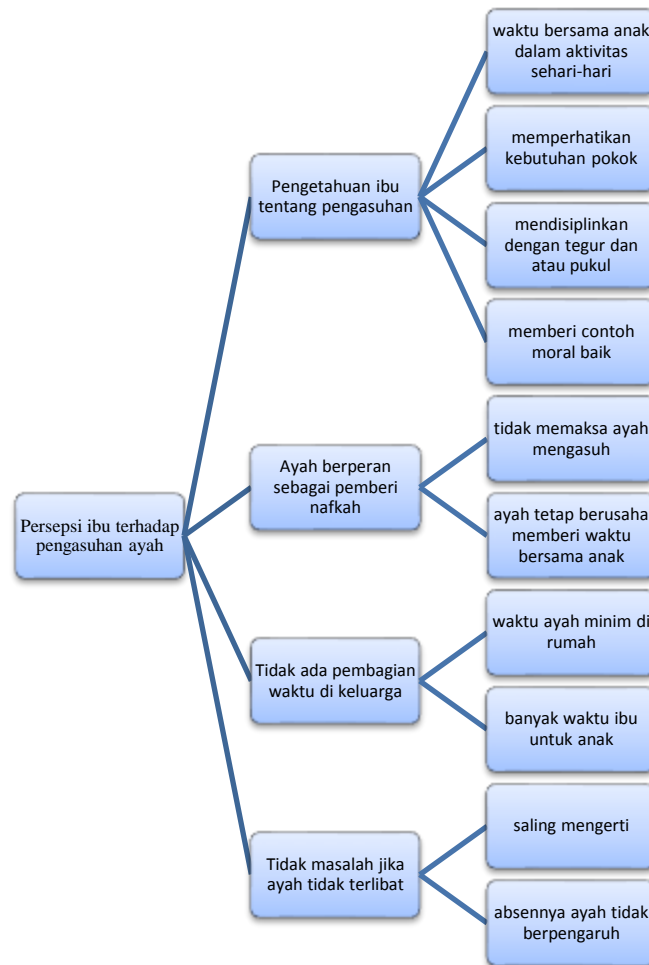 waktu bersama anak
dalam aktivitas
sehari-hari
memperhatikan
kebutuhan pokok
Pengetahuan ibu
tentang pengasuhan
mendisiplinkan
dengan tegur dan
atau pukul
memberi contoh
moral baik
tidak memaksa ayah
mengasuh
Ayah berperan
sebagai pemberi
nafkah
ayah tetap berusaha
memberi waktu
bersama anak
Persepsi ibu terhadap
pengasuhan ayah
waktu ayah minim di
rumah
Tidak ada pembagian
waktu di keluarga
banyak waktu ibu
untuk anak
saling mengerti
Tidak masalah jika
ayah tidak terlibat
absennya ayah tidak
berpengaruh